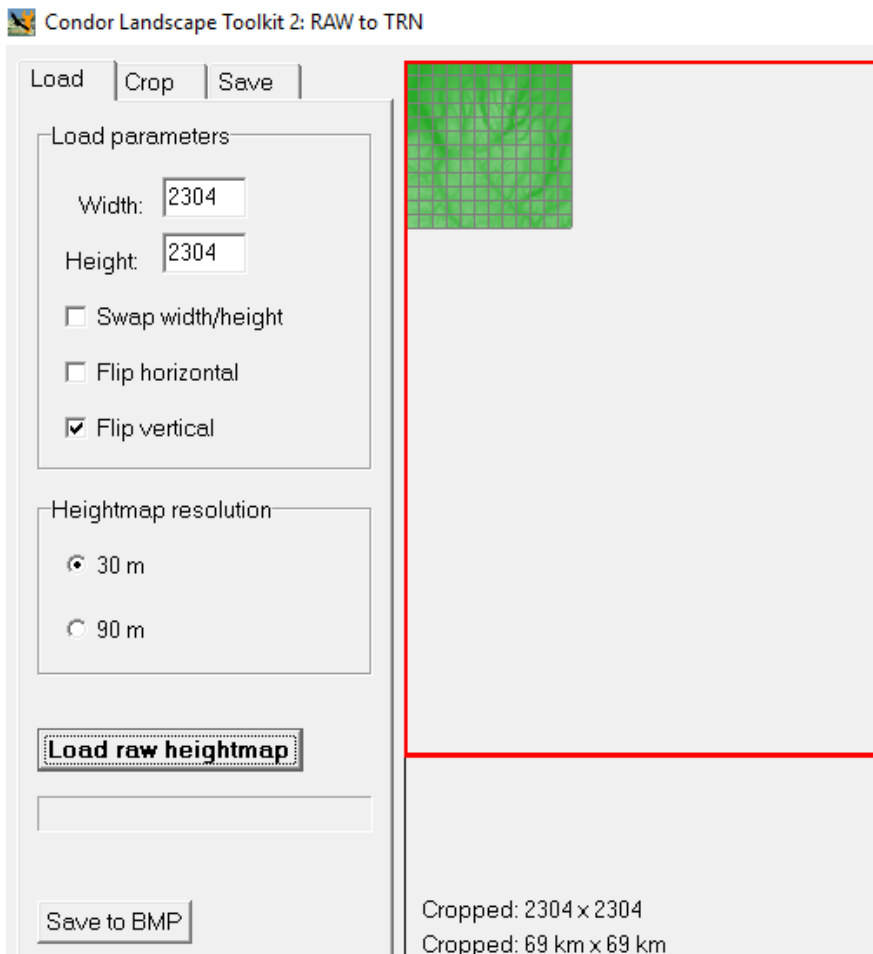 Condor Landscape Toolkit 2: RAW to TRN
Load Crop Save
Load parameters
Width: 2304
Height: 2304
Swap width/height
Flip horizontal
Flip vertical
Heightmap resolution
30 m
90 m
Load raw heightmap
Save to BMP
Cropped: 2304 x 2304
Cropped: 69 km x 69 km